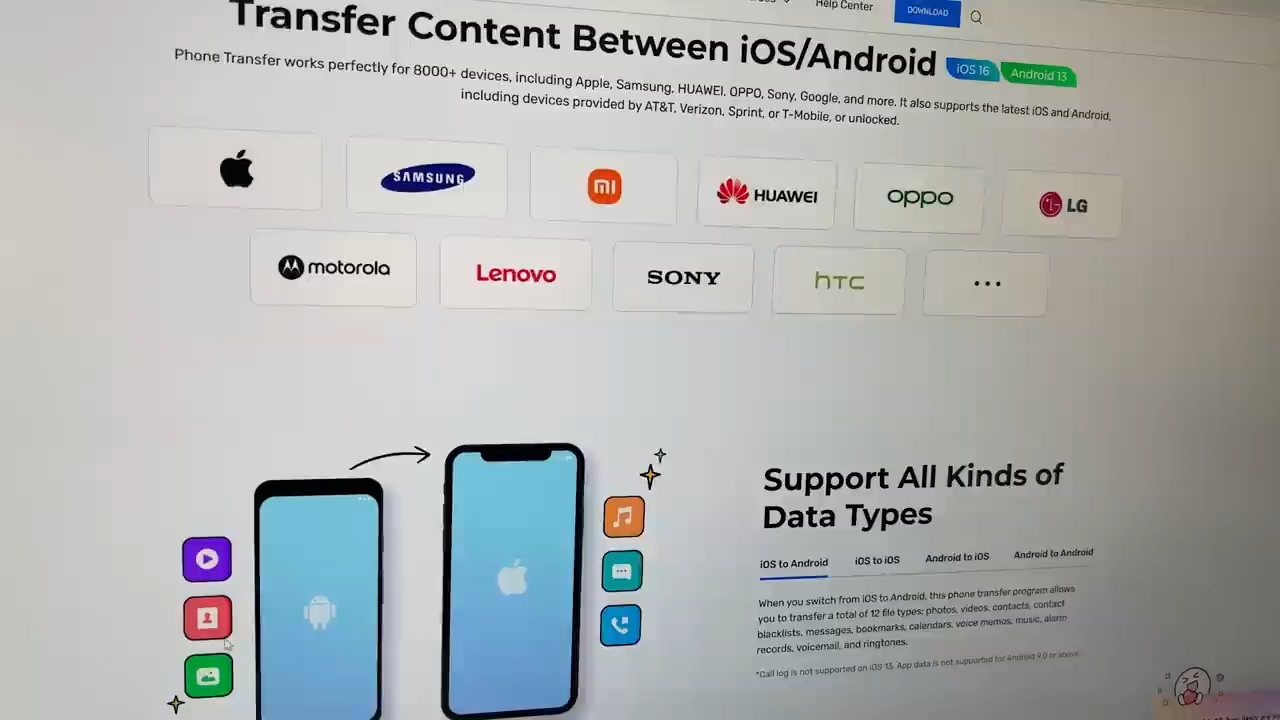 Help Center
DOWNLOAD
Transfer Content Between iOS/Android
iOS 16
Android 13
Phone Transfer works perfectly for 8000+ devices, including Apple, Samsung, HUAWEI, OPPO, Sony, Google, and more. It also supports the latest iOS and Android,
including devices provided by AT&T, Verizon, Sprint, or T-Mobile, or unlocked.
SAMSUNG
mi
HUAWEI
oppo
LG
motorola
Lenovo
SONY
hTC
...
Support All Kinds of
Data Types
iOS to Android
iOS to iOS
Android to iOS
Android to Android
When you switch from iOS to Android, this phone transfer program allows
you to transfer a total of 12 file types: photos, videos, contacts, contact
blacklists, messages, bookmarks, calendars, voice memos, music, alarm
records, voicemail, and ringtones.
*Call log is not supported on iOS 13. App data is not supported for Android 9.0 or above.